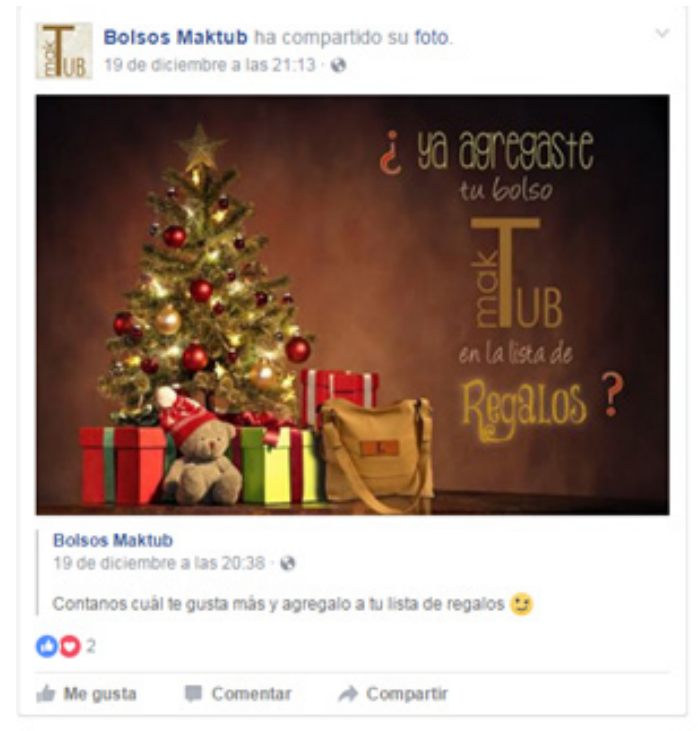 mak TUB
Bolsos Maktub ha compartido su foto.
19 de diciembre a las 21:13 ·
¿ ya agregaste
tu bolso
mak TUB
en la lista de
Regalos ?
Bolsos Maktub
19 de diciembre a las 20:38 ·
Contanos cuál te gusta más y agregalo a tu lista de regalos 😉
2
Me gusta Comentar Compartir